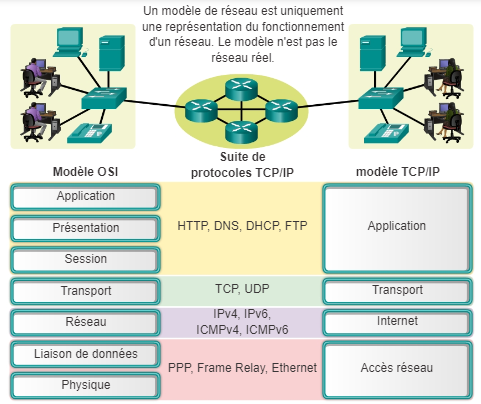 Un modèle de réseau est uniquement
une représentation du fonctionnement
d'un réseau. Le modèle n'est pas le
réseau réel.
Modèle OSI
Suite de
protocoles TCP/IP
modèle TCP/IP
Application
Présentation
Session
HTTP, DNS, DHCP, FTP
Application
Transport
TCP, UDP
Transport
Réseau
IPv4, IPv6,
ICMPv4, ICMPv6
Internet
Liaison de données
Physique
PPP, Frame Relay, Ethernet
Accès réseau